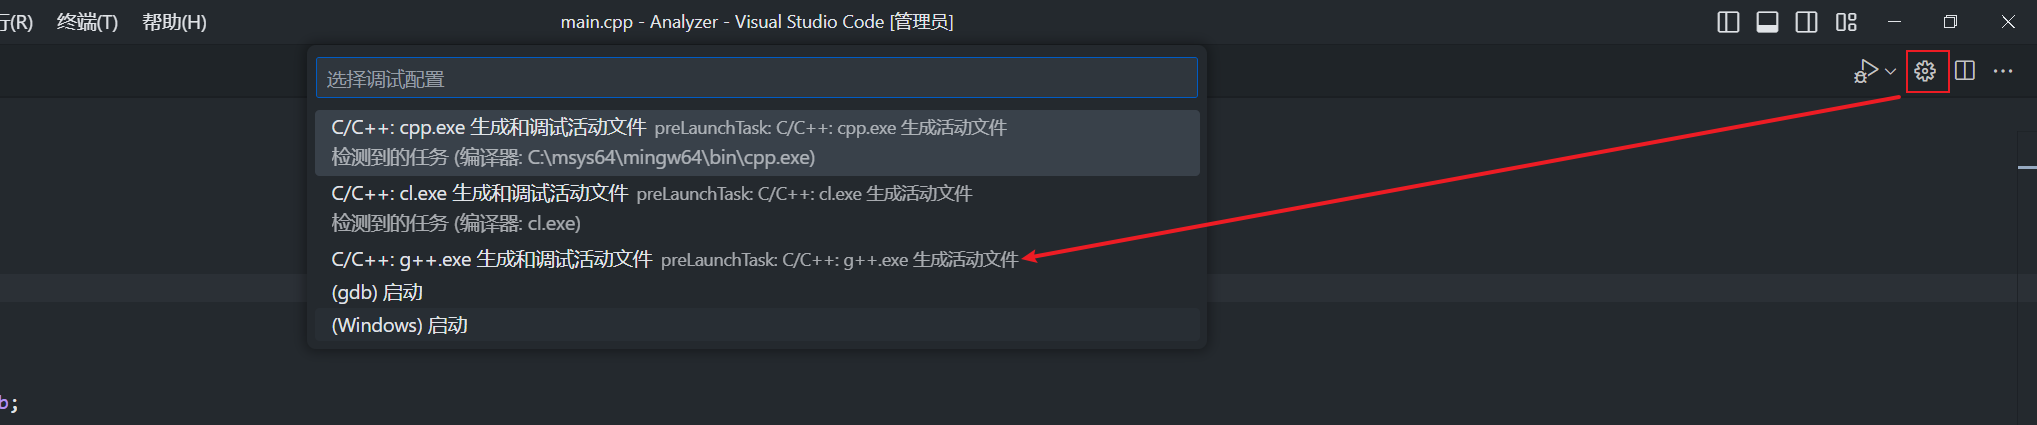 行(R) 终端(T) 帮助(H) main.cpp - Analyzer - Visual Studio Code [管理员]
选择调试配置
C/C++: cpp.exe 生成和调试活动文件 preLaunchTask: C/C++: cpp.exe 生成活动文件
检测到的任务 (编译器: C:\msys64\mingw64\bin\cpp.exe)
C/C++: cl.exe 生成和调试活动文件 preLaunchTask: C/C++: cl.exe 生成活动文件
检测到的任务 (编译器: cl.exe)
C/C++: g++.exe 生成和调试活动文件 preLaunchTask: C/C++: g++.exe 生成活动文件
(gdb) 启动
(Windows) 启动
b;